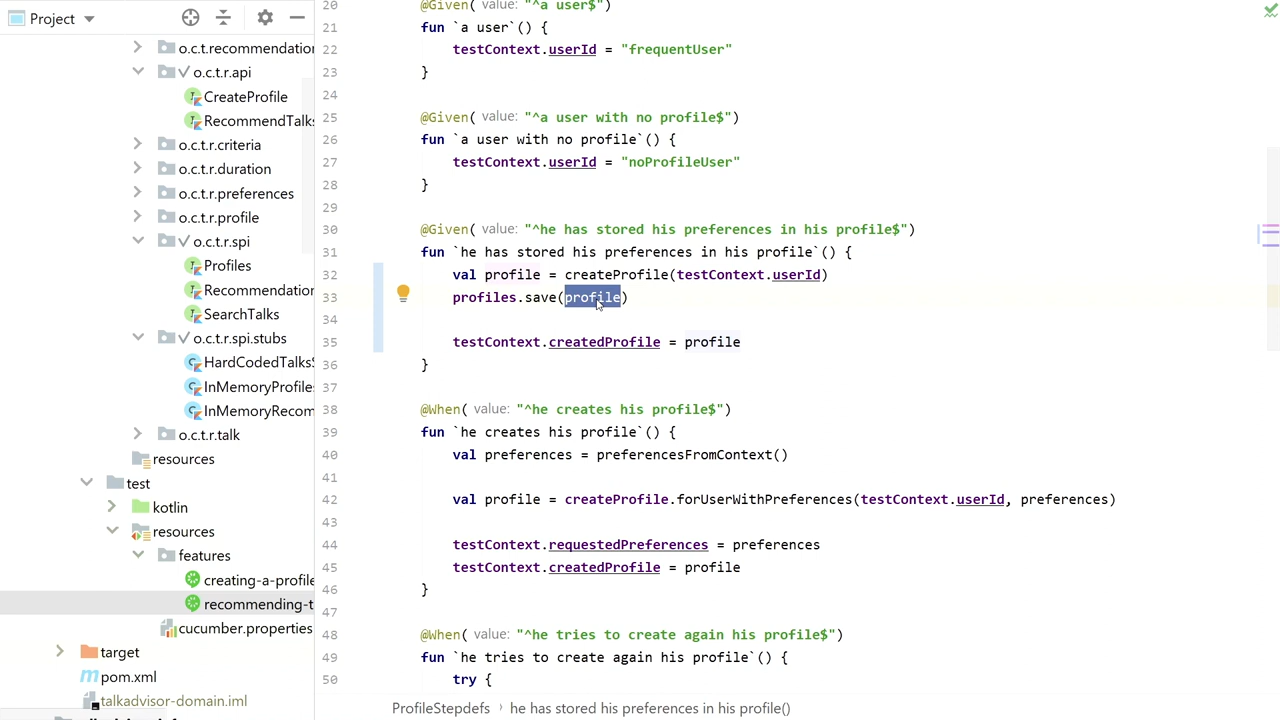 Project
o.c.t.recommendation
o.c.t.r.api
CreateProfile
RecommendTalks
o.c.t.r.criteria
o.c.t.r.duration
o.c.t.r.preferences
o.c.t.r.profile
o.c.t.r.spi
Profiles
Recommendation
SearchTalks
o.c.t.r.spi.stubs
HardCodedTalksS
InMemoryProfiles
InMemoryRecom
o.c.t.r.talk
resources
test
kotlin
resources
features
creating-a-profile
recommending-t
cucumber.properties
target
pom.xml
talkadvisor-domain.iml
20 @Given( value: "^a user$")
21 fun `a user`() {
22 testContext.userId = "frequentUser"
23 }
24
25 @Given( value: "^a user with no profile$")
26 fun `a user with no profile`() {
27 testContext.userId = "noProfileUser"
28 }
29
30 @Given( value: "^he has stored his preferences in his profile$")
31 fun `he has stored his preferences in his profile`() {
32 val profile = createProfile(testContext.userId)
33 profiles.save(profile)
34
35 testContext.createdProfile = profile
36 }
37
38 @When( value: "^he creates his profile$")
39 fun `he creates his profile`() {
40 val preferences = preferencesFromContext()
41
42 val profile = createProfile.forUserWithPreferences(testContext.userId, preferences)
43
44 testContext.requestedPreferences = preferences
45 testContext.createdProfile = profile
46 }
47
48 @When( value: "^he tries to create again his profile$")
49 fun `he tries to create again his profile`() {
50 try {
ProfileStepdefs › he has stored his preferences in his profile()